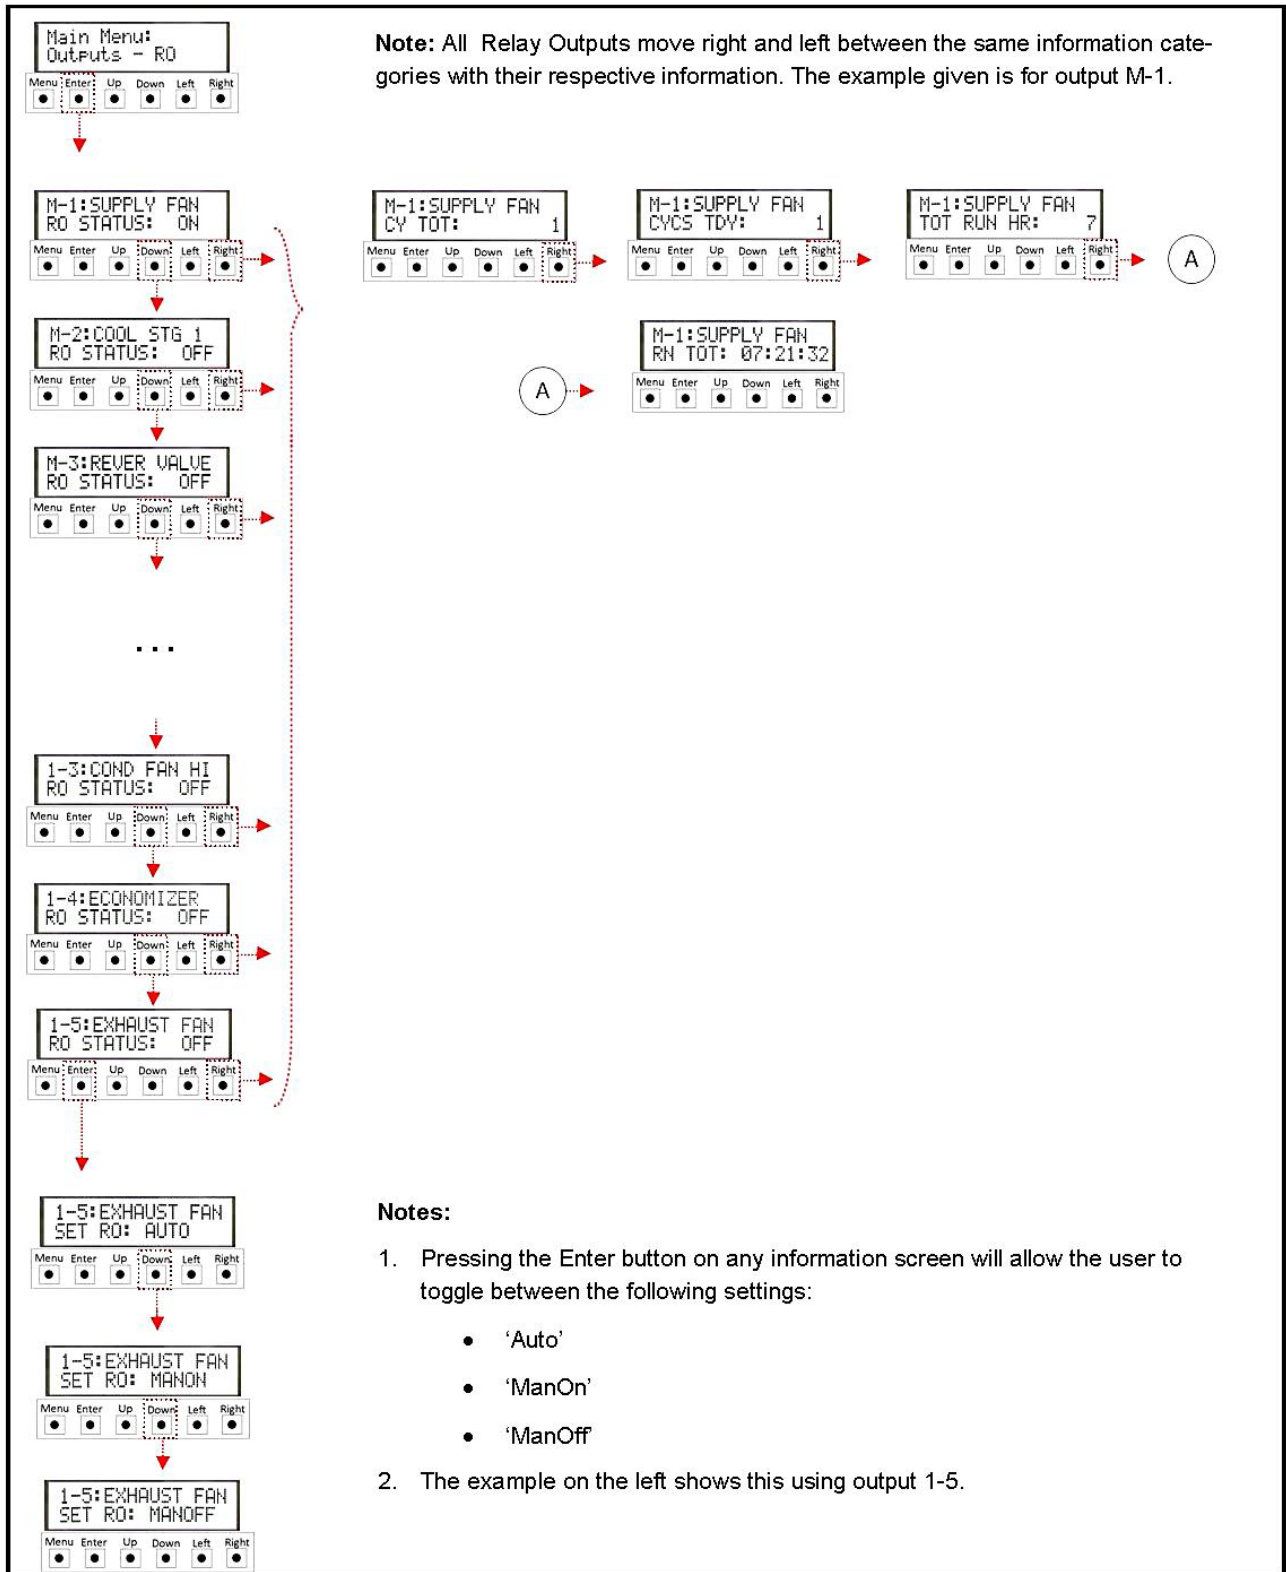 Main Menu:
Outputs - RO
Menu Enter Up Down Left Right
Note: All Relay Outputs move right and left between the same information cate-
gories with their respective information. The example given is for output M-1.
M-1:SUPPLY FAN
RO STATUS: ON
Menu Enter Up Down Left Right
M-1:SUPPLY FAN
CY TOT: 1
Menu Enter Up Down Left Right
M-1:SUPPLY FAN
CYCS TDY: 1
Menu Enter Up Down Left Right
M-1:SUPPLY FAN
TOT RUN HR: 7
Menu Enter Up Down Left Right
A
M-2:COOL STG 1
RO STATUS: OFF
Menu Enter Up Down Left Right
A
M-1:SUPPLY FAN
RN TOT: 07:21:32
Menu Enter Up Down Left Right
M-3:REVER VALVE
RO STATUS: OFF
Menu Enter Up Down Left Right
...
1-3:COND FAN HI
RO STATUS: OFF
Menu Enter Up Down Left Right
1-4:ECONOMIZER
RO STATUS: OFF
Menu Enter Up Down Left Right
1-5:EXHAUST FAN
RO STATUS: OFF
Menu Enter Up Down Left Right
1-5:EXHAUST FAN
SET RO: AUTO
Menu Enter Up Down Left Right
1-5:EXHAUST FAN
SET RO: MANON
Menu Enter Up Down Left Right
1-5:EXHAUST FAN
SET RO: MANOFF
Menu Enter Up Down Left Right
Notes:
1. Pressing the Enter button on any information screen will allow the user to
toggle between the following settings:
• ‘Auto’
• ‘ManOn’
• ‘ManOff’
2. The example on the left shows this using output 1-5.